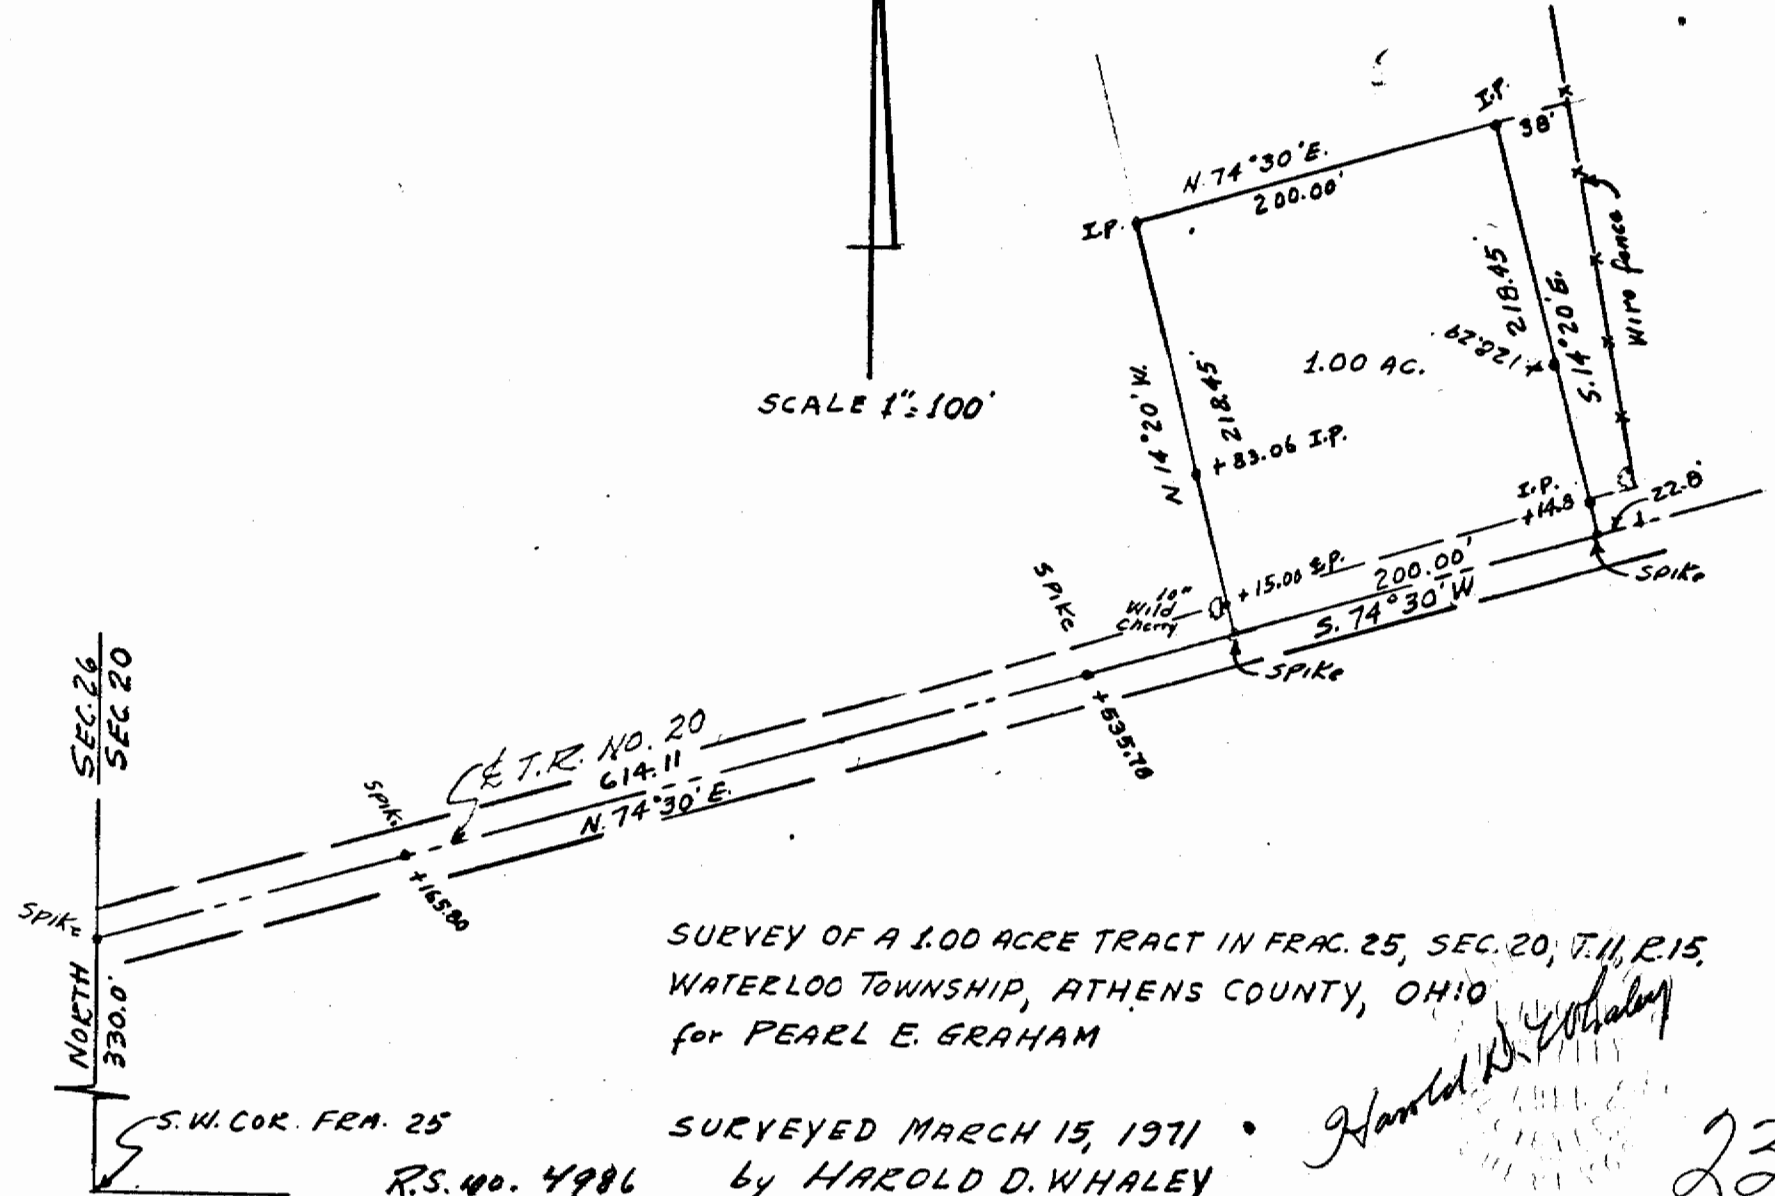 I.P.
38'
N. 74°30'E.
200.00'
I.P.
Wire fence
218.45'
S.14°20'E.
+128.29
1.00 AC.
SCALE 1"=100'
N 14°20'W.
218.45'
+83.06 I.P.
I.P.
+14.8
22.8'
Spike
+15.00 I.P.
200.00'
S. 74°30'W
10"
Wild
Cherry
Spike
Spike
+535.78
SEC. 26
SEC 20
℄ T.R. NO. 20
614.11
N. 74°30'E.
Spike
+165.80
Spike
NORTH
330.0'
SURVEY OF A 1.00 ACRE TRACT IN FRAC. 25, SEC. 20, T.11, R.15,
WATERLOO TOWNSHIP, ATHENS COUNTY, OHIO
for PEARL E. GRAHAM
Harold D. Whaley
S.W. COR. FRA. 25
SURVEYED MARCH 15, 1971
R.S. no. 4986
by HAROLD D. WHALEY